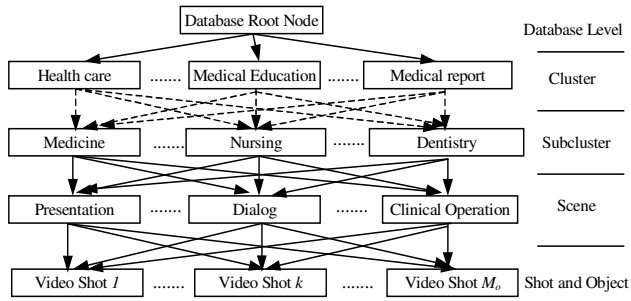 Database Root Node
Database Level
Health care ....... Medical Education ....... Medical report
Cluster
Medicine ....... Nursing ....... Dentistry
Subcluster
Presentation ....... Dialog ....... Clinical Operation
Scene
Video Shot 1 ....... Video Shot k ....... Video Shot Mo
Shot and Object